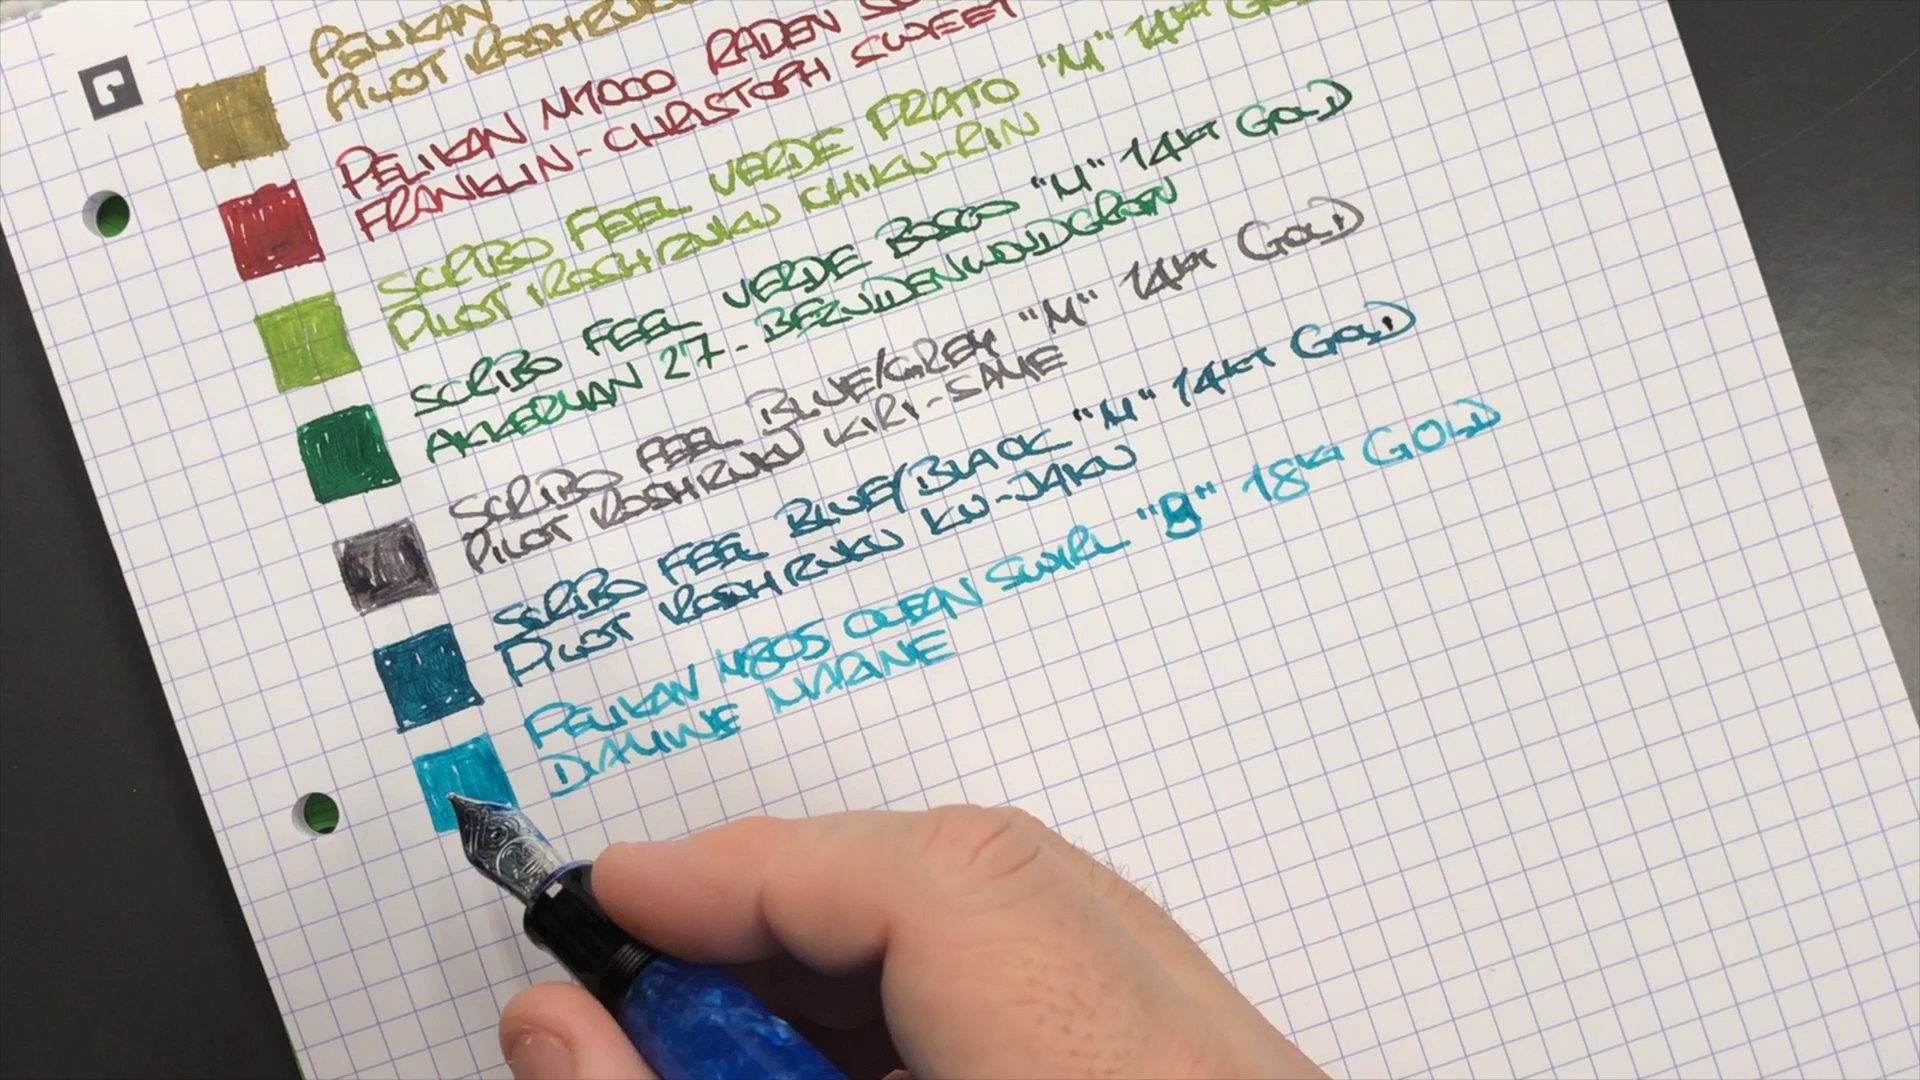 PELIKAN
PILOT IROSHIZUKU
PELIKAN M1000 RADEN
FRANKLIN-CHRISTOPH SWEET
SCRIBO FEEL VERDE PRATO "M" 14KT GOLD
PILOT IROSHIZUKU CHIKU-RIN
SCRIBO FEEL VERDE BOSCO "M" 14KT GOLD
AKKERMAN 27 - BEZUIDENWOUDGROEN
SCRIBO FEEL BLUE/GREY "M" 14KT GOLD
PILOT IROSHIZUKU KIRI-SAME
SCRIBO FEEL BLUE/BLACK "M" 14KT GOLD
PILOT IROSHIZUKU KU-JAKU
PELIKAN M805 OCEAN SWIRL "B" 18KT GOLD
DIAMINE MARINE